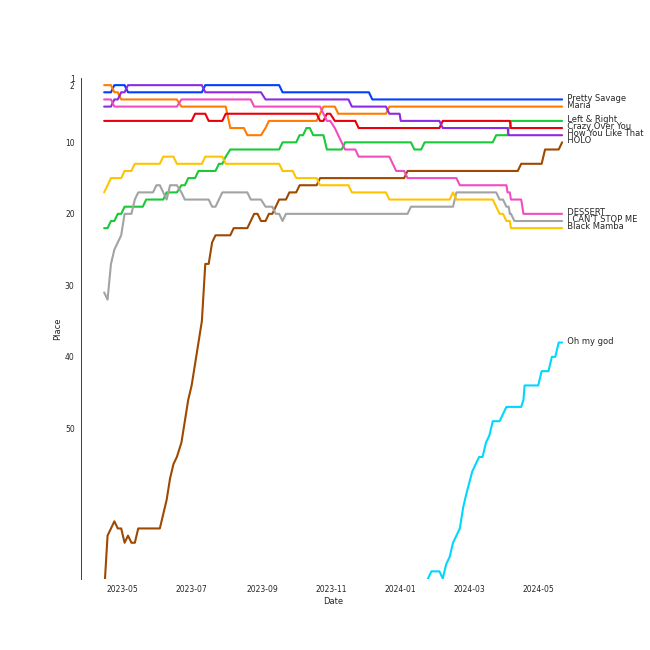 1
2
10
20
30
40
50
Place
2023-05
2023-07
2023-09
2023-11
2024-01
2024-03
2024-05
Date
Pretty Savage
Maria
Left & Right
Crazy Over You
How You Like That
HOLO
DESSERT
I CAN'T STOP ME
Black Mamba
Oh my god